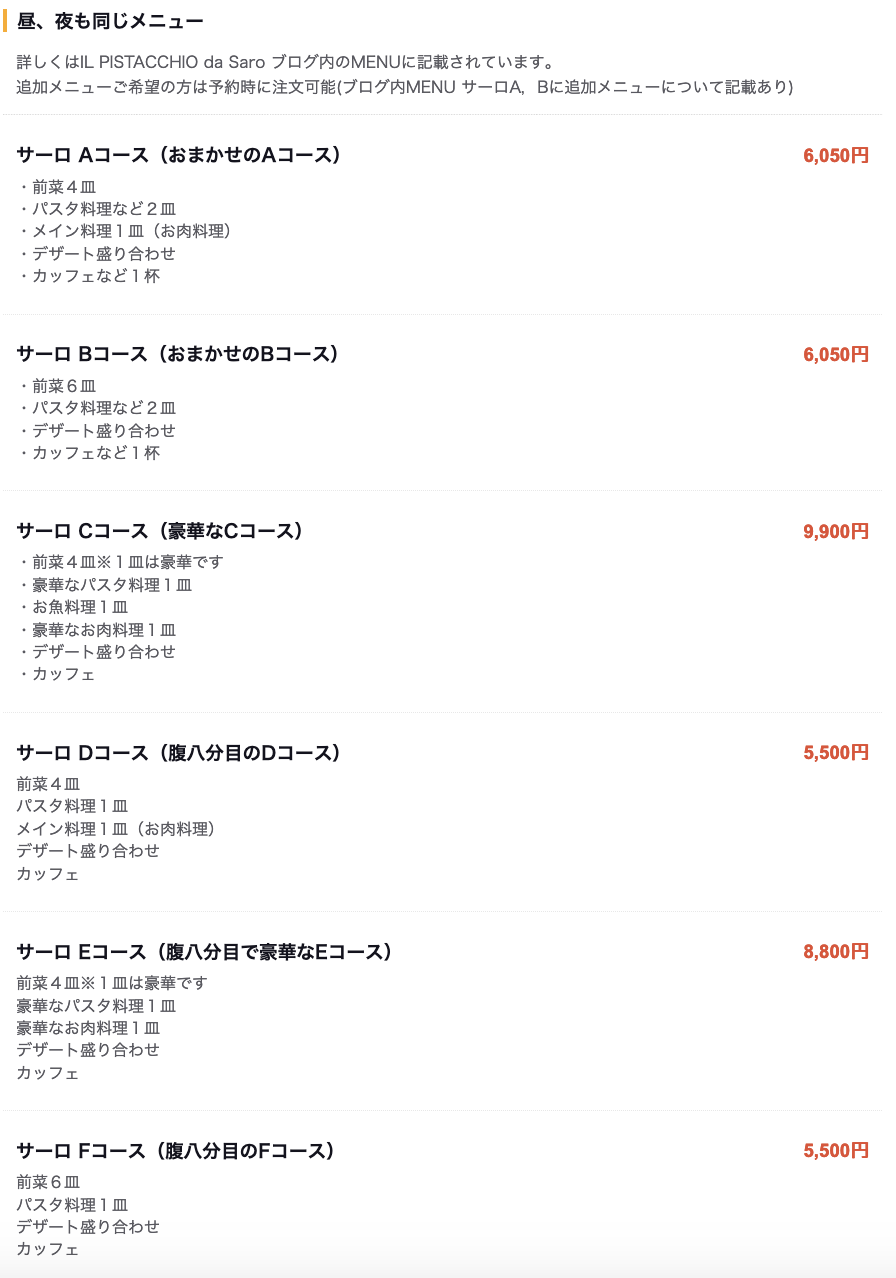 昼、夜も同じメニュー
詳しくはIL PISTACCHIO da Saro ブログ内のMENUに記載されています。
追加メニューご希望の方は予約時に注文可能(ブログ内MENU サーロA，Bに追加メニューについて記載あり)
サーロ Aコース（おまかせのAコース） 6,050円
・前菜４皿
・パスタ料理など２皿
・メイン料理１皿（お肉料理）
・デザート盛り合わせ
・カッフェなど１杯
サーロ Bコース（おまかせのBコース） 6,050円
・前菜６皿
・パスタ料理など２皿
・デザート盛り合わせ
・カッフェなど１杯
サーロ Cコース（豪華なCコース） 9,900円
・前菜４皿※１皿は豪華です
・豪華なパスタ料理１皿
・お魚料理１皿
・豪華なお肉料理１皿
・デザート盛り合わせ
・カッフェ
サーロ Dコース（腹八分目のDコース） 5,500円
前菜４皿
パスタ料理１皿
メイン料理１皿（お肉料理）
デザート盛り合わせ
カッフェ
サーロ Eコース（腹八分目で豪華なEコース） 8,800円
前菜４皿※１皿は豪華です
豪華なパスタ料理１皿
豪華なお肉料理１皿
デザート盛り合わせ
カッフェ
サーロ Fコース（腹八分目のFコース） 5,500円
前菜６皿
パスタ料理１皿
デザート盛り合わせ
カッフェ